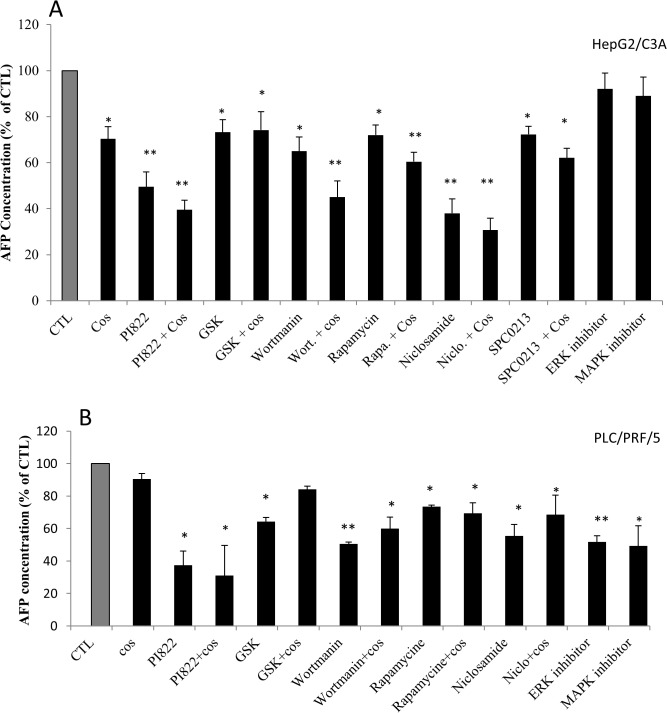 A
HepG2/C3A
AFP Concentration (% of CTL)
120
100
80
60
40
20
0
*
**
**
*
*
*
**
*
**
**
**
*
*
CTL
Cos
PI822
PI822 + Cos
GSK
GSK + cos
Wortmanin
Wort. + cos
Rapamycin
Rapa. + Cos
Niclosamide
Niclo. + Cos
SPC0213
SPC0213 + Cos
ERK inhibitor
MAPK inhibitor
B
PLC/PRF/5
AFP concentration (% of CTL)
120
100
80
60
40
20
0
*
*
*
**
*
*
*
*
*
**
*
CTL
cos
PI822
PI822+cos
GSK
GSK+cos
Wortmanin
Wortmanin+cos
Rapamycine
Rapamycine+cos
Niclosamide
Niclo+cos
ERK inhibitor
MAPK inhibitor